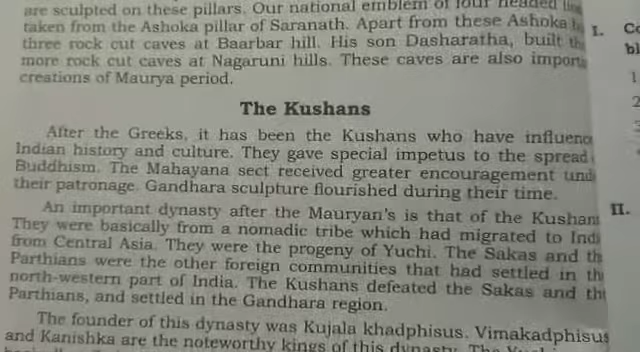 are sculpted on these pillars. Our national emblem of four headed
taken from the Ashoka pillar of Saranath. Apart from these Ashoka
three rock cut caves at Baarbar hill. His son Dasharatha, built
more rock cut caves at Nagaruni hills. These caves are also
creations of Maurya period.
The Kushans
After the Greeks, it has been the Kushans who have
Indian history and culture. They gave special impetus to the spread
Buddhism. The Mahayana sect received greater encouragement
their patronage. Gandhara sculpture flourished during their time.
An important dynasty after the Mauryan's is that of the
They were basically from a nomadic tribe which had migrated to
from Central Asia. They were the progeny of Yuchi. The Sakas and
Parthians were the other foreign communities that had settled in
north-western part of India. The Kushans defeated the Sakas and
Parthians, and settled in the Gandhara region.
The founder of this dynasty was Kujala khadphisus. Vimakadphisus
and Kanishka are the noteworthy kings of this dynasty. The
I.
1
2
II.